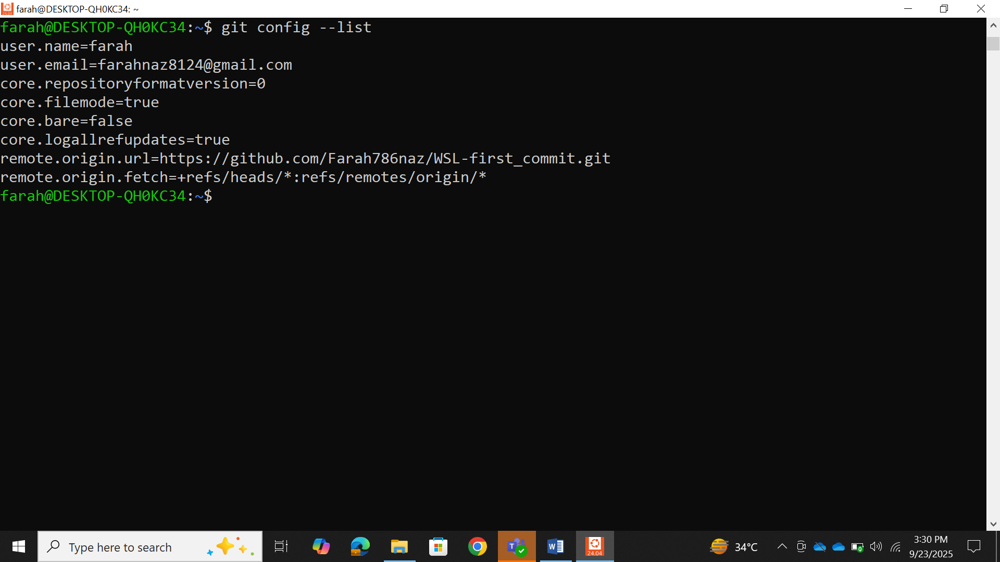 farah@DESKTOP-QH0KC34: ~
farah@DESKTOP-QH0KC34:~$ git config --list
user.name=farah
user.email=farahnaz8124@gmail.com
core.repositoryformatversion=0
core.filemode=true
core.bare=false
core.logallrefupdates=true
remote.origin.url=https://github.com/Farah786naz/WSL-first_commit.git
remote.origin.fetch=+refs/heads/*:refs/remotes/origin/*
farah@DESKTOP-QH0KC34:~$
Type here to search
24.04
34°C
3:30 PM
9/23/2025